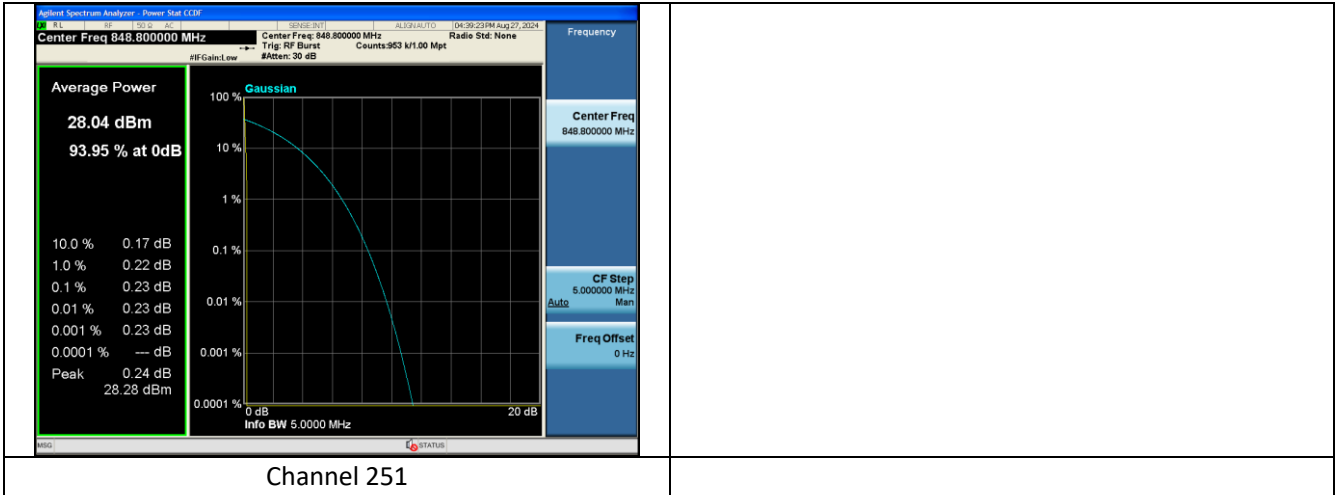 Agilent Spectrum Analyzer - Power Stat CCDF
RL RF 50 Ω AC SENSE:INT ALIGNAUTO 04:39:23 PM Aug 27, 2024
Center Freq 848.800000 MHz Center Freq: 848.800000 MHz Radio Std: None Frequency
Trig: RF Burst Counts:953 k/1.00 Mpt
#IFGain:Low #Atten: 30 dB
Average Power
28.04 dBm
93.95 % at 0dB
10.0 % 0.17 dB
1.0 % 0.22 dB
0.1 % 0.23 dB
0.01 % 0.23 dB
0.001 % 0.23 dB
0.0001 % --- dB
Peak 0.24 dB
28.28 dBm
Gaussian
100 %
10 %
1 %
0.1 %
0.01 %
0.001 %
0.0001 %
0 dB 20 dB
Info BW 5.0000 MHz
Center Freq
848.800000 MHz
CF Step
5.000000 MHz
Auto Man
Freq Offset
0 Hz
MSG STATUS
Channel 251